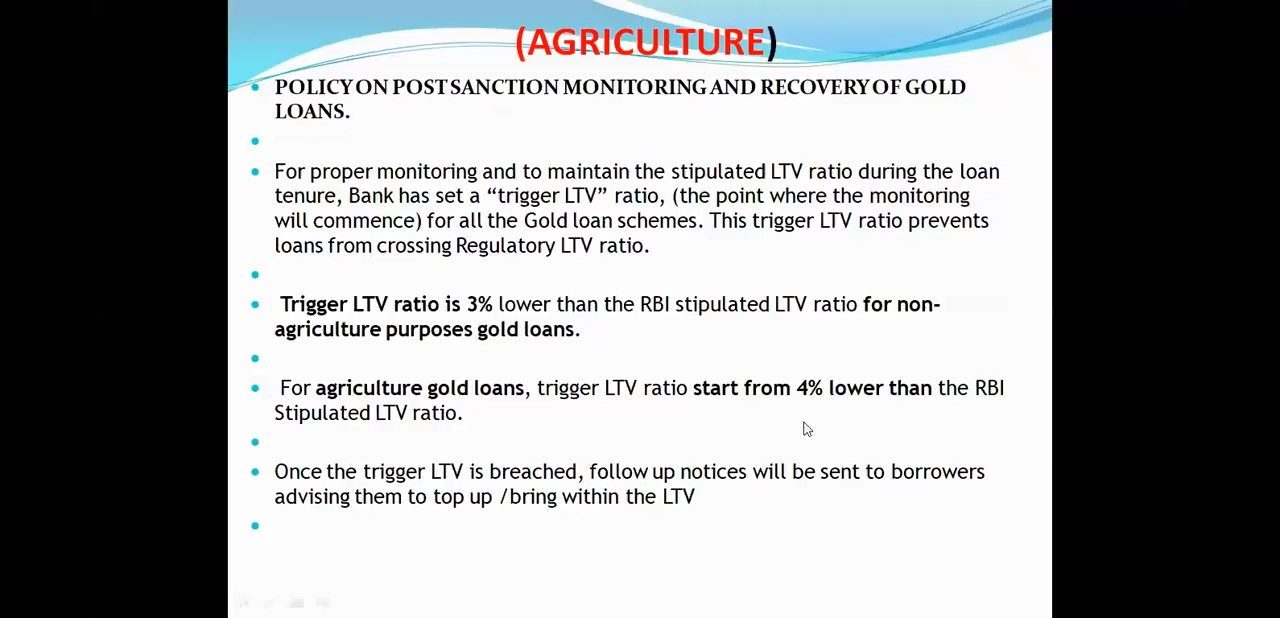 (AGRICULTURE)
POLICY ON POST SANCTION MONITORING AND RECOVERY OF GOLD
LOANS.
For proper monitoring and to maintain the stipulated LTV ratio during the loan
tenure, Bank has set a “trigger LTV” ratio, (the point where the monitoring
will commence) for all the Gold loan schemes. This trigger LTV ratio prevents
loans from crossing Regulatory LTV ratio.
Trigger LTV ratio is 3% lower than the RBI stipulated LTV ratio for non-
agriculture purposes gold loans.
For agriculture gold loans, trigger LTV ratio start from 4% lower than the RBI
Stipulated LTV ratio.
Once the trigger LTV is breached, follow up notices will be sent to borrowers
advising them to top up /bring within the LTV